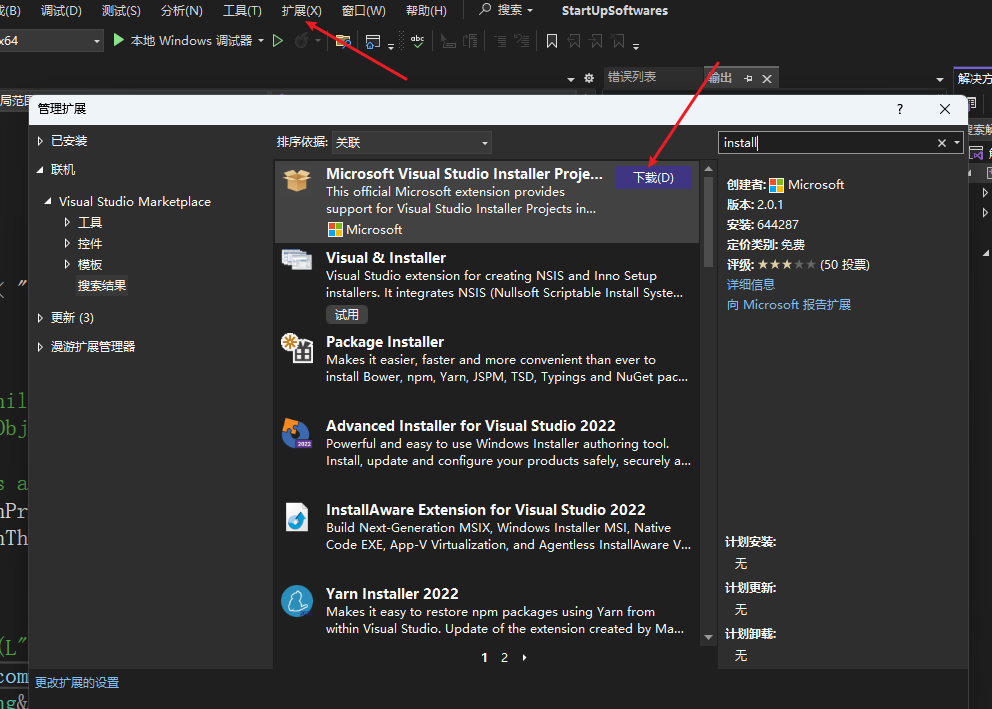 成(B) 调试(D) 测试(S) 分析(N) 工具(T) 扩展(X) 窗口(W) 帮助(H) 搜索 StartUpSoftwares
x64 本地 Windows 调试器
错误列表 输出 解决方
局范围
管理扩展 ?
搜索解
已安装
联机
Visual Studio Marketplace
工具
控件
模板
搜索结果
更新 (3)
漫游扩展管理器
排序依据: 关联
install
Microsoft Visual Studio Installer Proje...
下载(D)
This official Microsoft extension provides
support for Visual Studio Installer Projects in...
Microsoft
Visual & Installer
Visual Studio extension for creating NSIS and Inno Setup
installers. It integrates NSIS (Nullsoft Scriptable Install Syste...
试用
Package Installer
Makes it easier, faster and more convenient than ever to
install Bower, npm, Yarn, JSPM, TSD, Typings and NuGet pac...
Advanced Installer for Visual Studio 2022
Powerful and easy to use Windows Installer authoring tool.
Install, update and configure your products safely, securely a...
InstallAware Extension for Visual Studio 2022
Build Next-Generation MSIX, Windows Installer MSI, Native
Code EXE, App-V Virtualization, and Agentless InstallAware V...
Yarn Installer 2022
Makes it easy to restore npm packages using Yarn from
within Visual Studio. Update of the extension created by Ma...
1 2
创建者: Microsoft
版本: 2.0.1
安装: 644287
定价类别: 免费
评级: ★★★★★ (50 投票)
详细信息
向 Microsoft 报告扩展
计划安装:
无
计划更新:
无
计划卸载:
无
更改扩展的设置
hil
Obj
s a
nPr
nTh
(L"
com
ng&